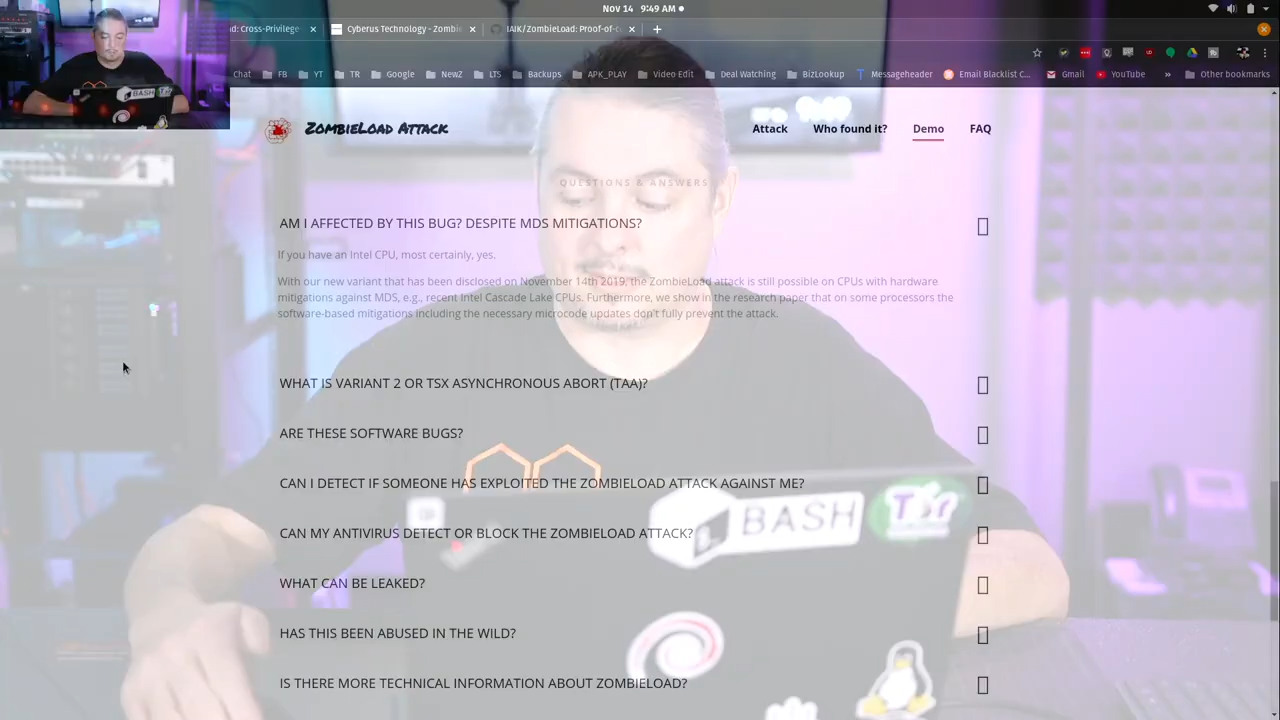 Nov 14 9:49 AM
ad: Cross-Privilege
Cyberus Technology - Zombie
IAIK/ZombieLoad: Proof-of-c
Chat FB YT TR Google NewZ LTS Backups APK_PLAY Video Edit Deal Watching BizLookup Messageheader Email Blacklist C... Gmail YouTube » Other bookmarks
ZombieLoad Attack
Attack Who found it? Demo FAQ
QUESTIONS & ANSWERS
AM I AFFECTED BY THIS BUG? DESPITE MDS MITIGATIONS?
If you have an Intel CPU, most certainly, yes.
With our new variant that has been disclosed on November 14th 2019, the ZombieLoad attack is still possible on CPUs with hardware
mitigations against MDS, e.g., recent Intel Cascade Lake CPUs. Furthermore, we show in the research paper that on some processors the
software-based mitigations including the necessary microcode updates don't fully prevent the attack.
WHAT IS VARIANT 2 OR TSX ASYNCHRONOUS ABORT (TAA)?
ARE THESE SOFTWARE BUGS?
CAN I DETECT IF SOMEONE HAS EXPLOITED THE ZOMBIELOAD ATTACK AGAINST ME?
CAN MY ANTIVIRUS DETECT OR BLOCK THE ZOMBIELOAD ATTACK?
WHAT CAN BE LEAKED?
HAS THIS BEEN ABUSED IN THE WILD?
IS THERE MORE TECHNICAL INFORMATION ABOUT ZOMBIELOAD?
BASH
BASH